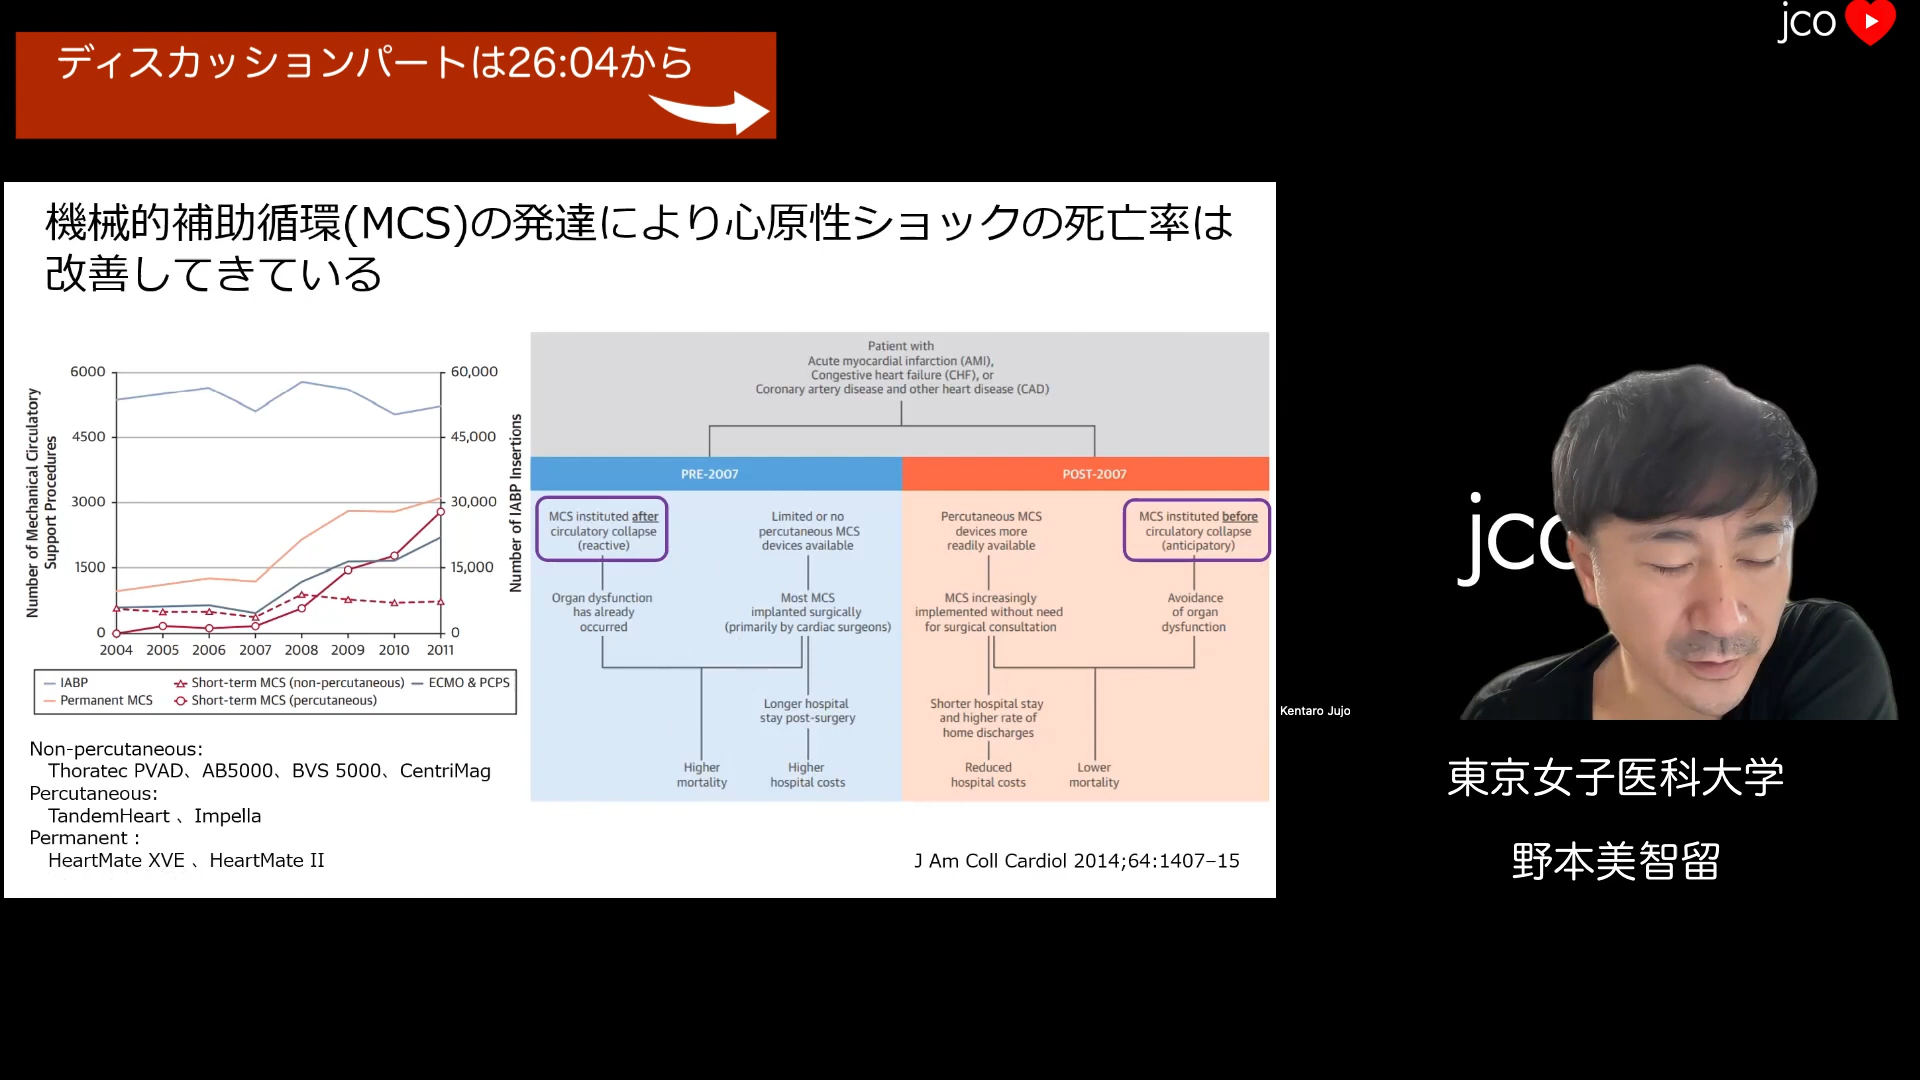 ディスカッションパートは26:04から
jco
機械的補助循環(MCS)の発達により心原性ショックの死亡率は
改善してきている
Number of Mechanical Circulatory
Support Procedures
6000
4500
3000
1500
0
60,000
45,000
30,000
15,000
0
Number of IABP Insertions
2004 2005 2006 2007 2008 2009 2010 2011
IABP
Short-term MCS (non-percutaneous)
ECMO & PCPS
Permanent MCS
Short-term MCS (percutaneous)
Non-percutaneous:
Thoratec PVAD、AB5000、BVS 5000、CentriMag
Percutaneous:
TandemHeart 、Impella
Permanent :
HeartMate XVE 、HeartMate II
Patient with
Acute myocardial infarction (AMI),
Congestive heart failure (CHF), or
Coronary artery disease and other heart disease (CAD)
PRE-2007
POST-2007
MCS instituted after
circulatory collapse
(reactive)
Limited or no
percutaneous MCS
devices available
Percutaneous MCS
devices more
readily available
MCS instituted before
circulatory collapse
(anticipatory)
Organ dysfunction
has already
occurred
Most MCS
implanted surgically
(primarily by cardiac surgeons)
MCS increasingly
implemented without need
for surgical consultation
Avoidance
of organ
dysfunction
Longer hospital
stay post-surgery
Shorter hospital stay
and higher rate of
home discharges
Higher
mortality
Higher
hospital costs
Reduced
hospital costs
Lower
mortality
J Am Coll Cardiol 2014;64:1407–15
jco
Kentaro Jujo
東京女子医科大学
野本美智留